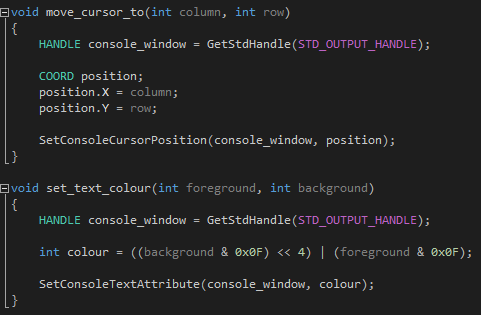 void move_cursor_to(int column, int row)
{
    HANDLE console_window = GetStdHandle(STD_OUTPUT_HANDLE);

    COORD position;
    position.X = column;
    position.Y = row;

    SetConsoleCursorPosition(console_window, position);
}

void set_text_colour(int foreground, int background)
{
    HANDLE console_window = GetStdHandle(STD_OUTPUT_HANDLE);

    int colour = ((background & 0x0F) << 4) | (foreground & 0x0F);

    SetConsoleTextAttribute(console_window, colour);
}